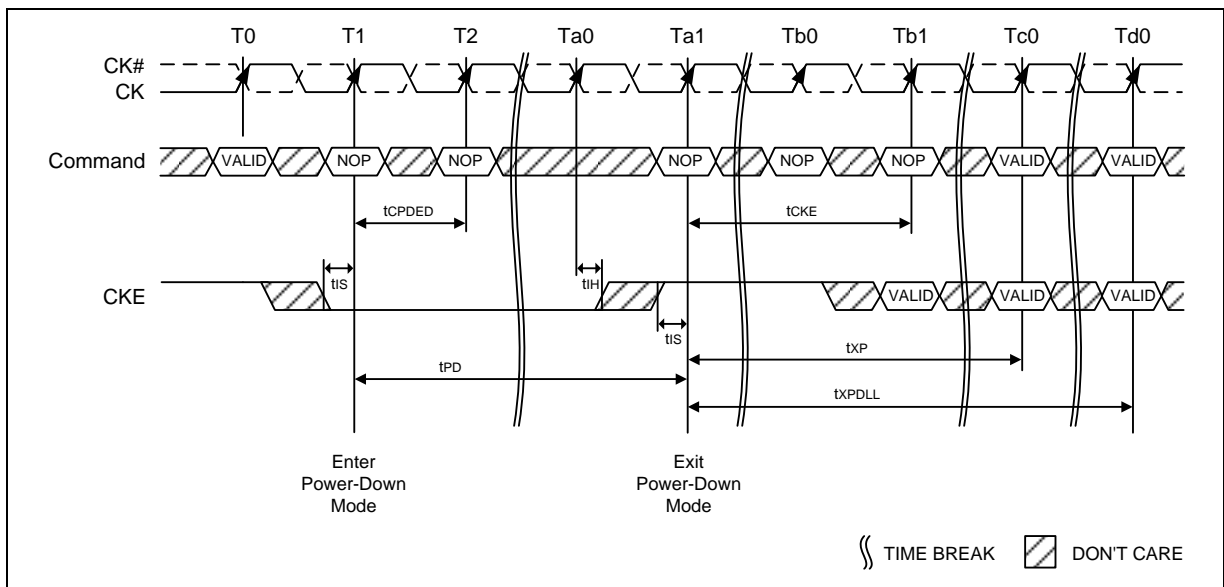 T0 T1 T2 Ta0 Ta1 Tb0 Tb1 Tc0 Td0
CK#
CK
Command VALID NOP NOP NOP NOP NOP VALID VALID
tCPDED tCKE
tIS tIH
CKE VALID VALID VALID
tIS
tXP
tPD
tXPDLL
Enter
Power-Down
Mode
Exit
Power-Down
Mode
TIME BREAK DON'T CARE